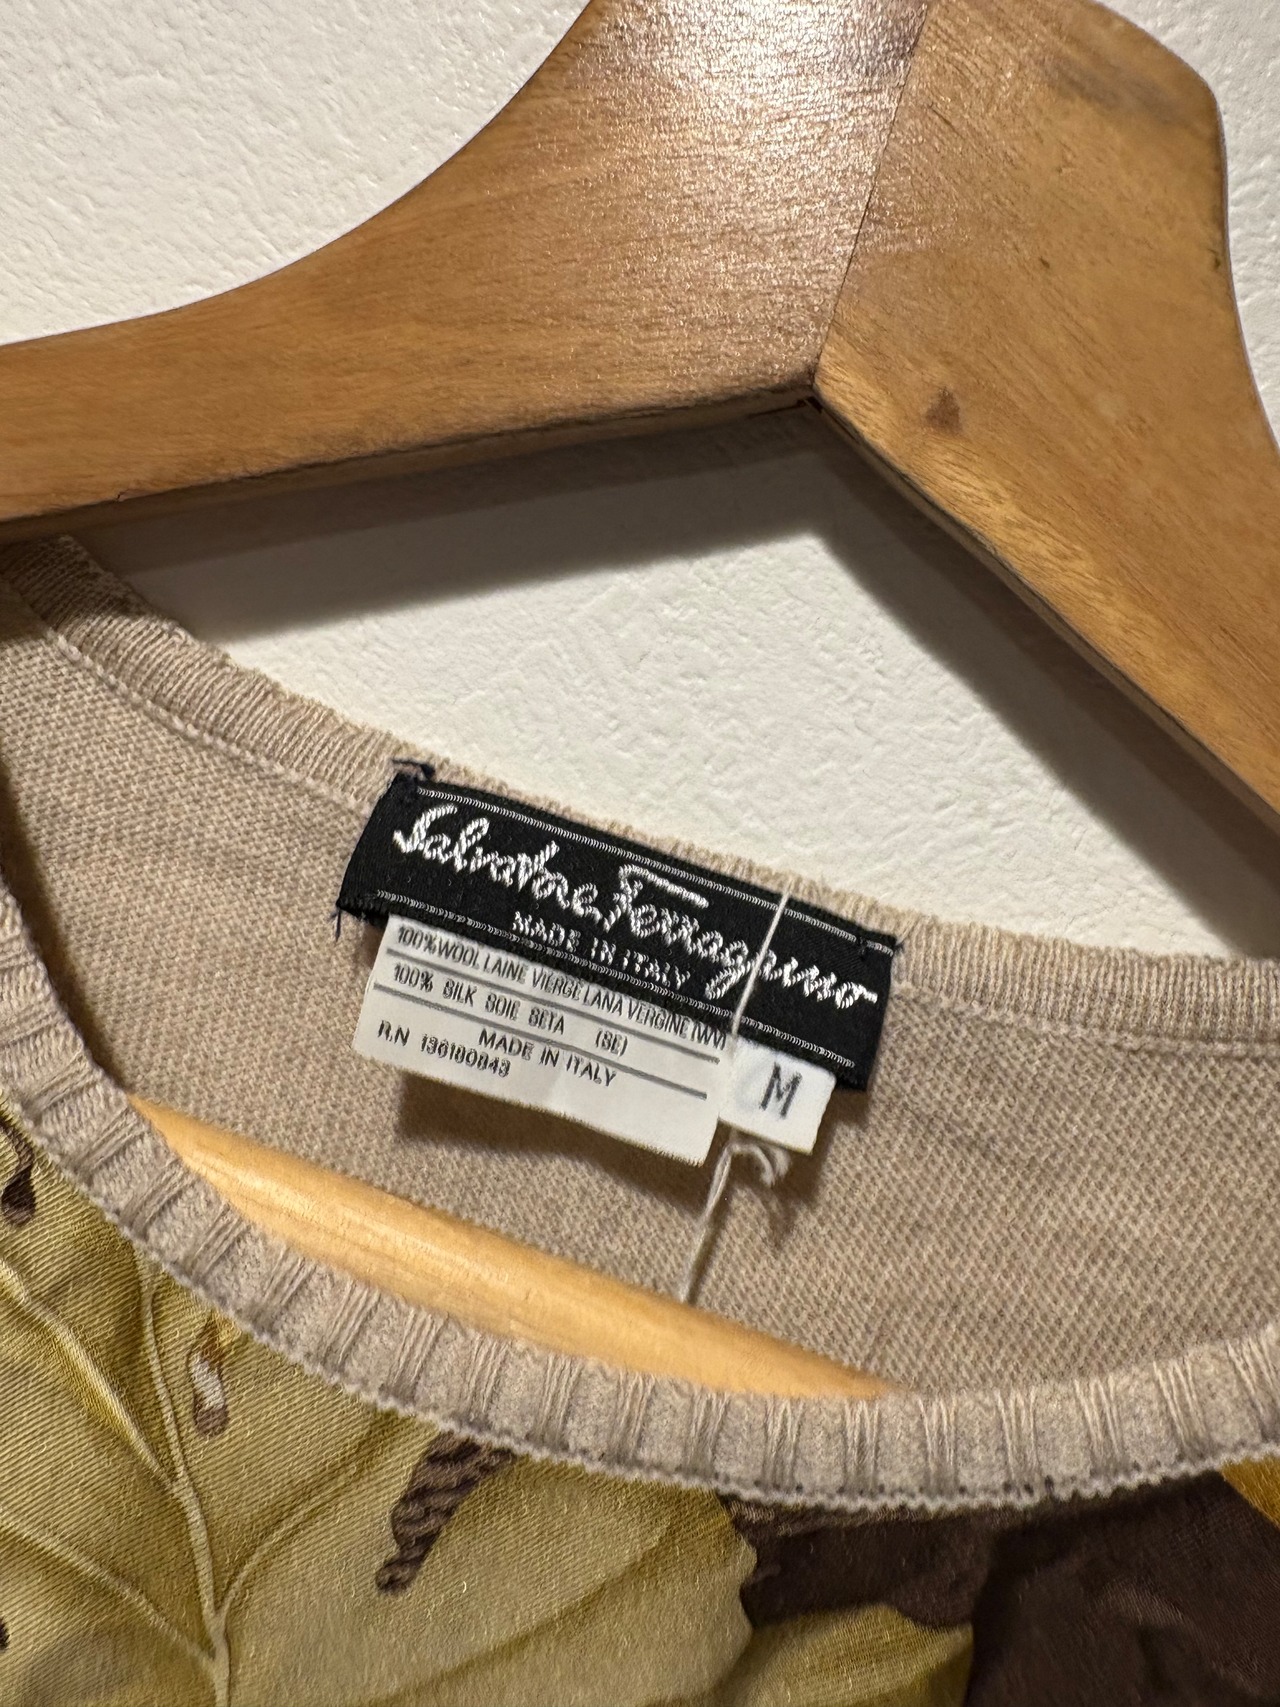 Salvatore Ferragamo
MADE IN ITALY
100% WOOL LAINE VIERGE LANA VERGINE (WV)
100% SILK SOIE SETA (SE)
MADE IN ITALY
R.N 136180843
M